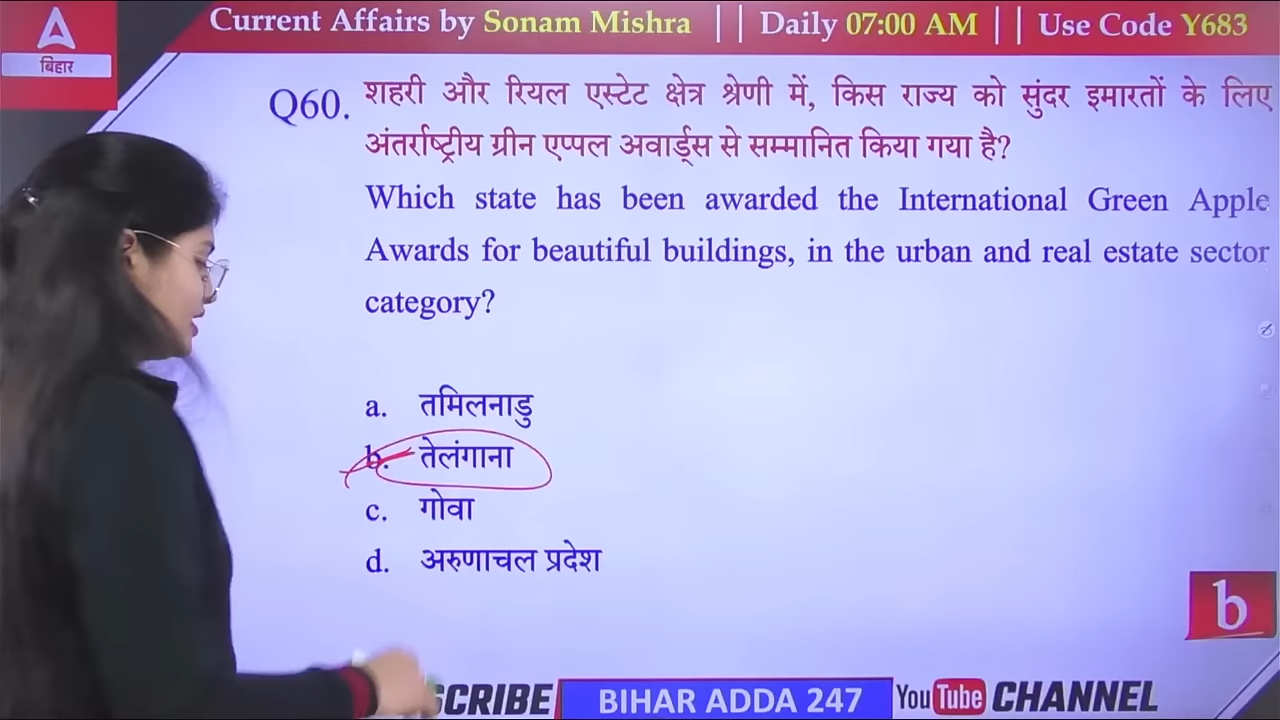 Current Affairs by Sonam Mishra || Daily 07:00 AM || Use Code Y683
बिहार
Q60. शहरी और रियल एस्टेट क्षेत्र श्रेणी में, किस राज्य को सुंदर इमारतों के लिए
अंतर्राष्ट्रीय ग्रीन एप्पल अवार्ड्स से सम्मानित किया गया है?
Which state has been awarded the International Green Apple
Awards for beautiful buildings, in the urban and real estate sector
category?
a. तमिलनाडु
b. तेलंगाना
c. गोवा
d. अरुणाचल प्रदेश
b
SCRIBE BIHAR ADDA 247 YouTube CHANNEL